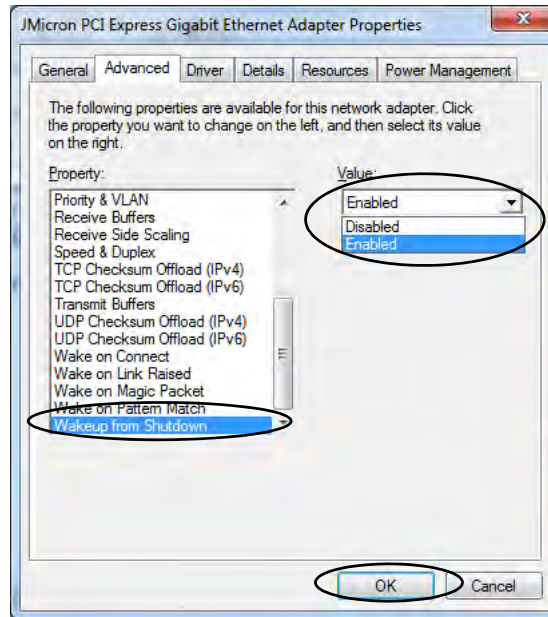 JMicron PCI Express Gigabit Ethernet Adapter Properties
General Advanced Driver Details Resources Power Management
The following properties are available for this network adapter. Click
the property you want to change on the left, and then select its value
on the right.
Property:
Priority & VLAN
Receive Buffers
Receive Side Scaling
Speed & Duplex
TCP Checksum Offload (IPv4)
TCP Checksum Offload (IPv6)
Transmit Buffers
UDP Checksum Offload (IPv4)
UDP Checksum Offload (IPv6)
Wake on Connect
Wake on Link Raised
Wake on Magic Packet
Wake on Pattern Match
Wakeup from Shutdown
Value:
Enabled
Disabled
Enabled
OK Cancel